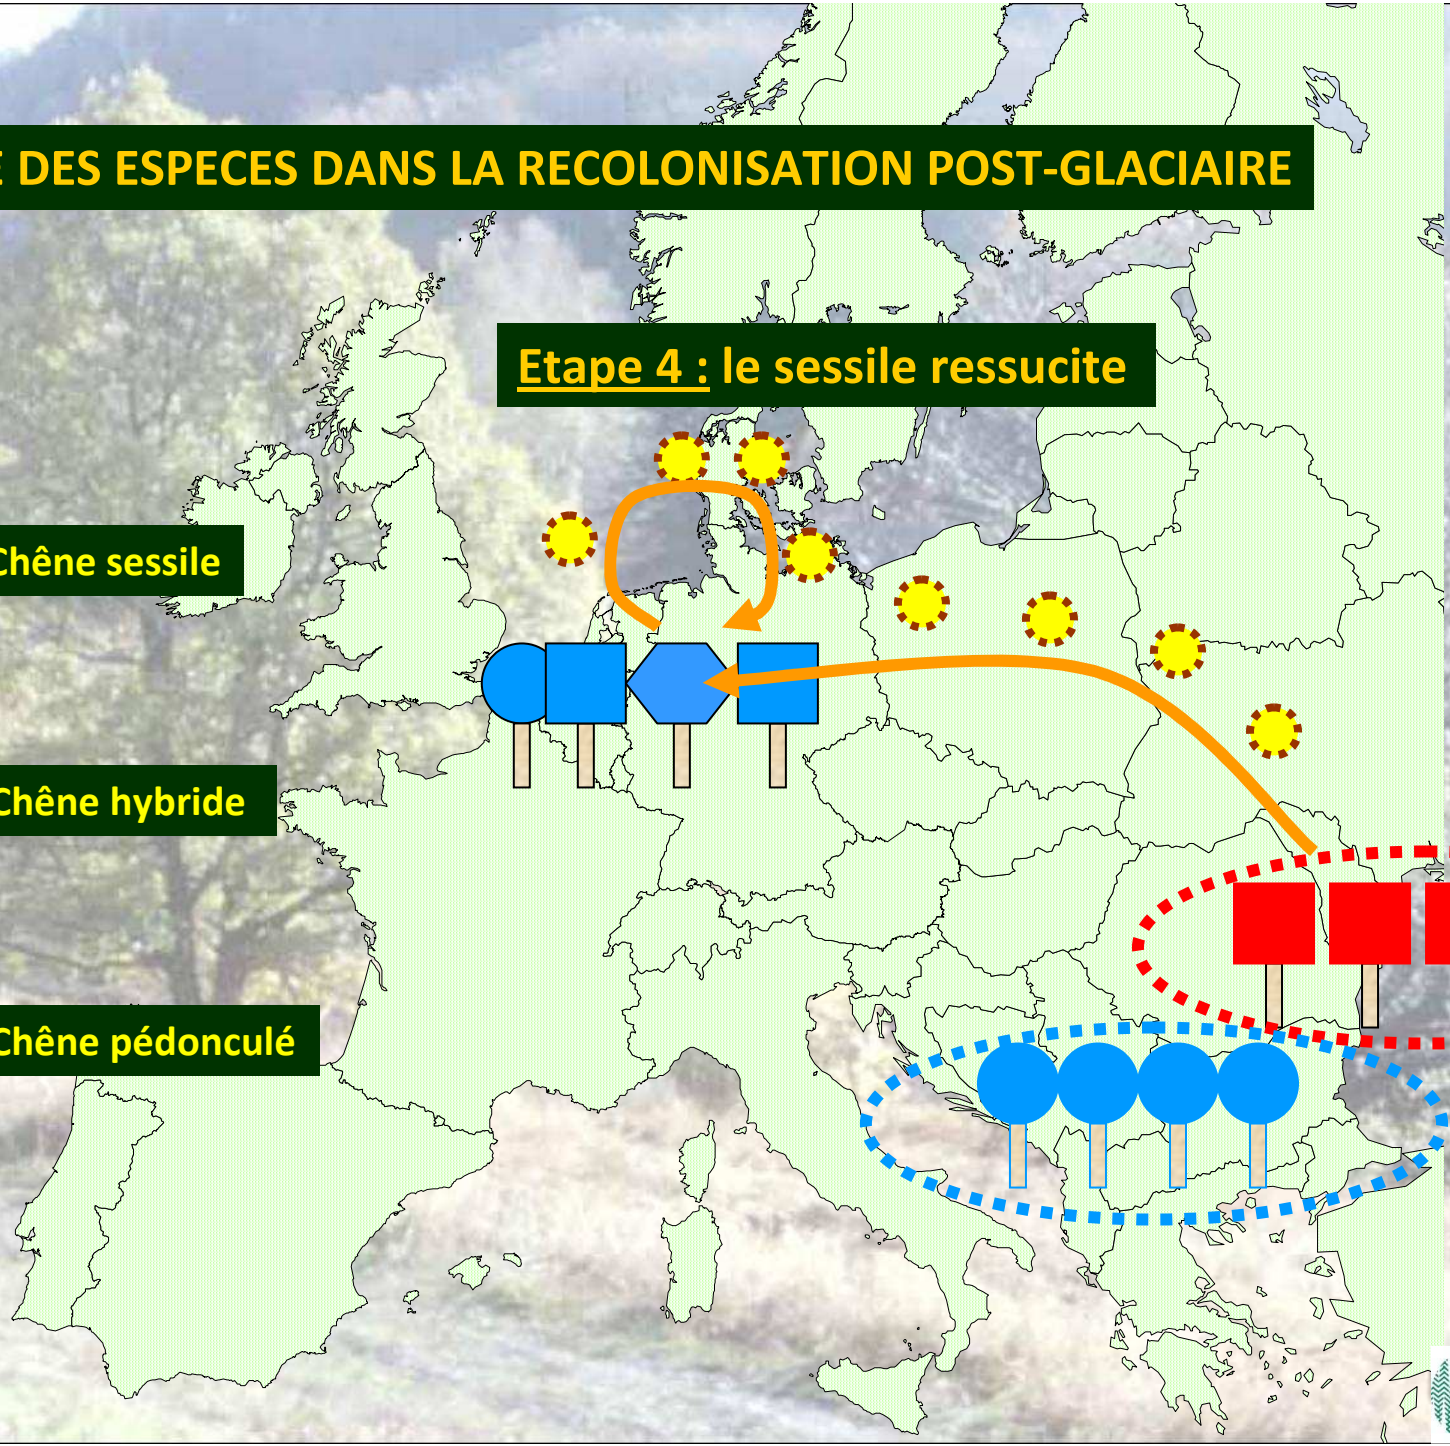 DES ESPECES DANS LA RECOLONISATION POST-GLACIAIRE
Etape 4 : le sessile ressucite
Chêne sessile
Chêne hybride
Chêne pédonculé